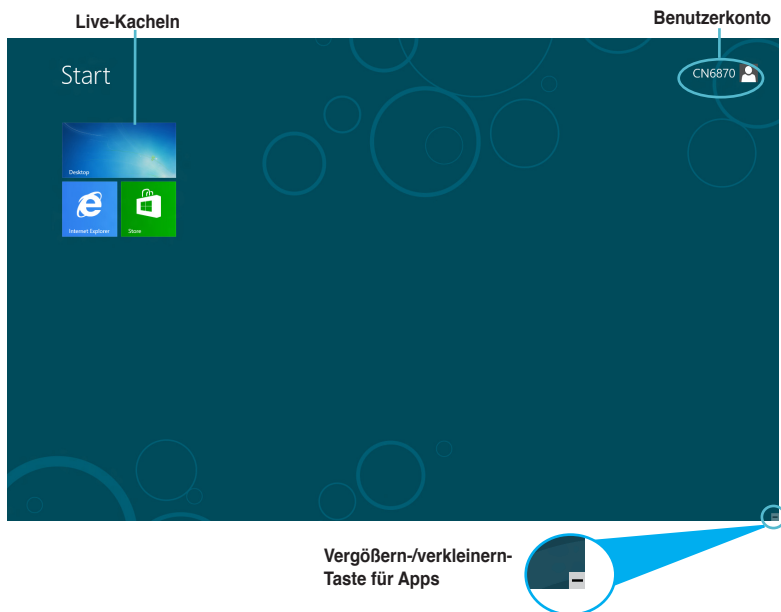 Live-Kacheln
Benutzerkonto
Start
CN6870
Desktop
Internet Explorer
Store
Vergößern-/verkleinern-
Taste für Apps